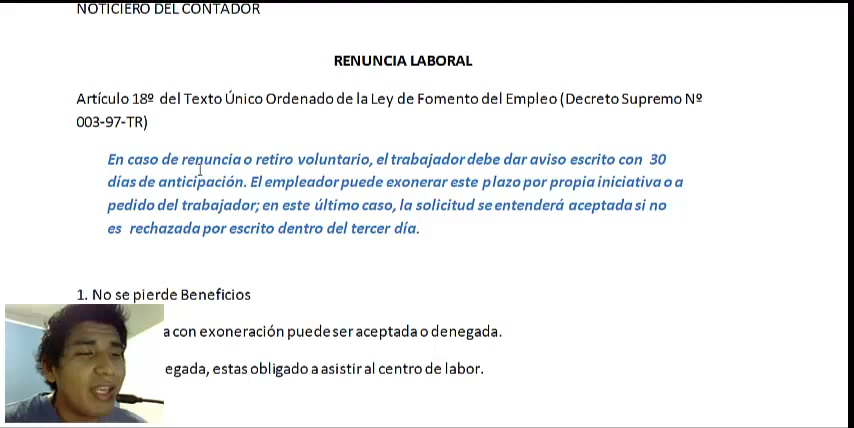 NOTICIERO DEL CONTADOR
RENUNCIA LABORAL
Artículo 18º del Texto Único Ordenado de la Ley de Fomento del Empleo (Decreto Supremo Nº
003-97-TR)
En caso de renuncia o retiro voluntario, el trabajador debe dar aviso escrito con 30
días de anticipación. El empleador puede exonerar este plazo por propia iniciativa o a
pedido del trabajador; en este último caso, la solicitud se entenderá aceptada si no
es rechazada por escrito dentro del tercer día.
1. No se pierde Beneficios
a con exoneración puede ser aceptada o denegada.
egada, estas obligado a asistir al centro de labor.